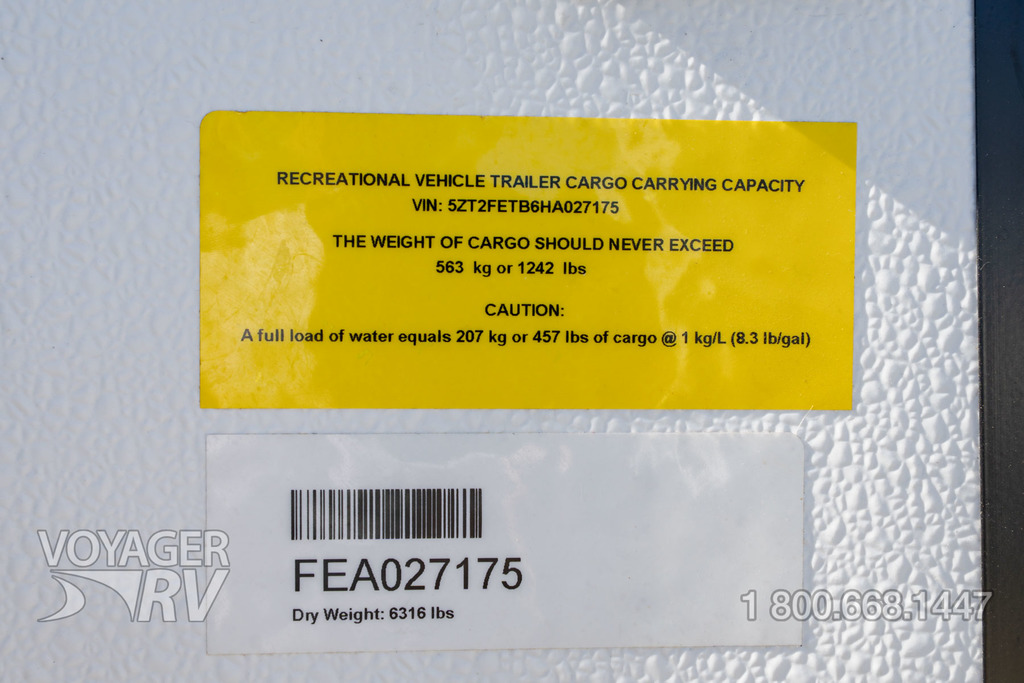 RECREATIONAL VEHICLE TRAILER CARGO CARRYING CAPACITY
VIN: 5ZT2FETB6HA027175
THE WEIGHT OF CARGO SHOULD NEVER EXCEED
563 kg or 1242 lbs
CAUTION:
A full load of water equals 207 kg or 457 lbs of cargo @ 1 kg/L (8.3 lb/gal)
FEA027175
Dry Weight: 6316 lbs
VOYAGER
RV
1 800.668.1447